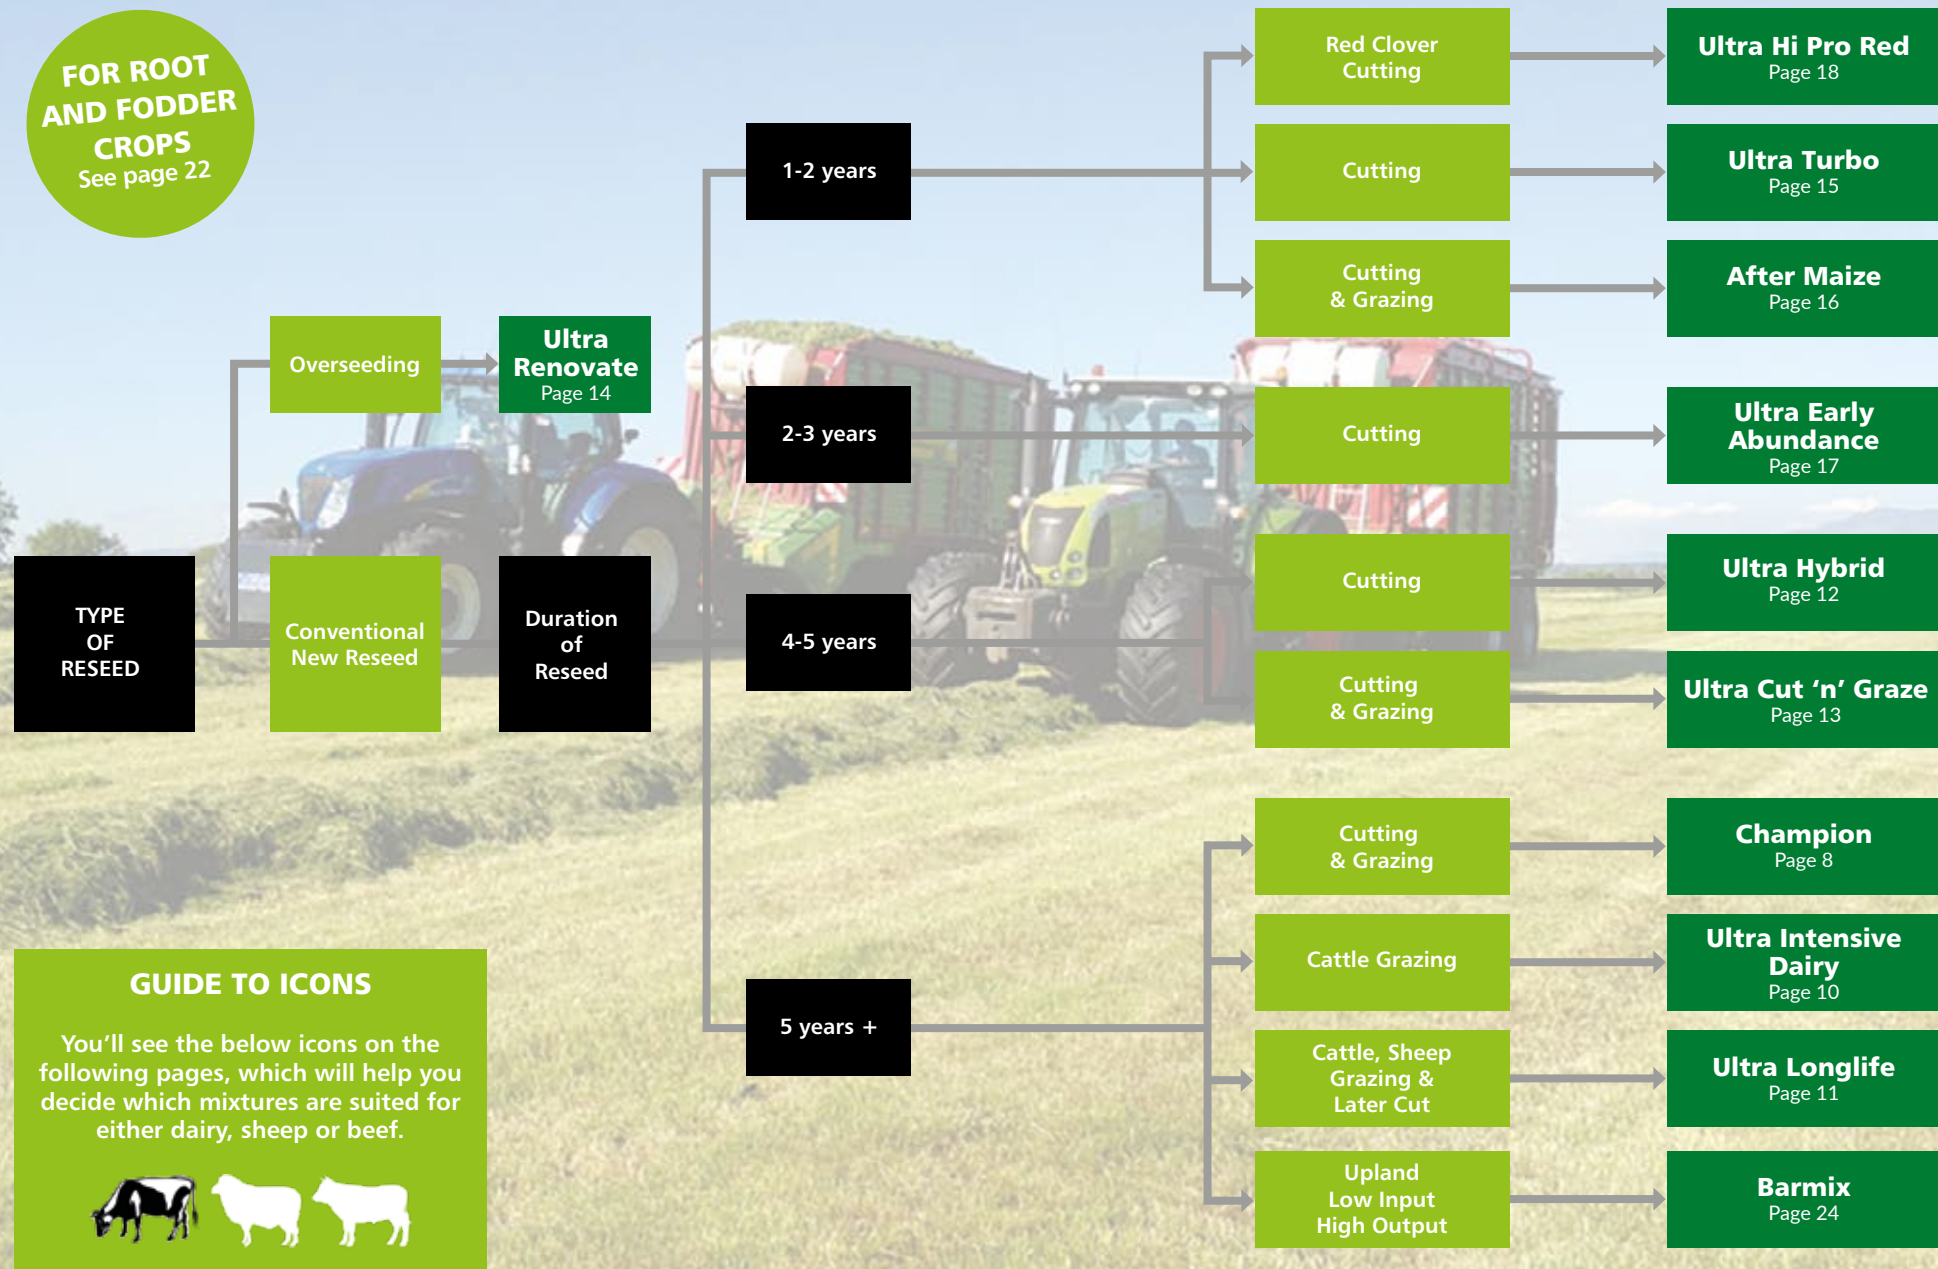 FOR ROOT
AND FODDER
CROPS
See page 22
TYPE
OF
RESEED
Overseeding
Ultra
Renovate
Page 14
Conventional
New Reseed
Duration
of
Reseed
1-2 years
Red Clover
Cutting
Ultra Hi Pro Red
Page 18
Cutting
Ultra Turbo
Page 15
Cutting
& Grazing
After Maize
Page 16
2-3 years
Cutting
Ultra Early
Abundance
Page 17
4-5 years
Cutting
Ultra Hybrid
Page 12
Cutting
& Grazing
Ultra Cut ‘n’ Graze
Page 13
5 years +
Cutting
& Grazing
Champion
Page 8
Cattle Grazing
Ultra Intensive
Dairy
Page 10
Cattle, Sheep
Grazing &
Later Cut
Ultra Longlife
Page 11
Upland
Low Input
High Output
Barmix
Page 24
GUIDE TO ICONS
You’ll see the below icons on the
following pages, which will help you
decide which mixtures are suited for
either dairy, sheep or beef.